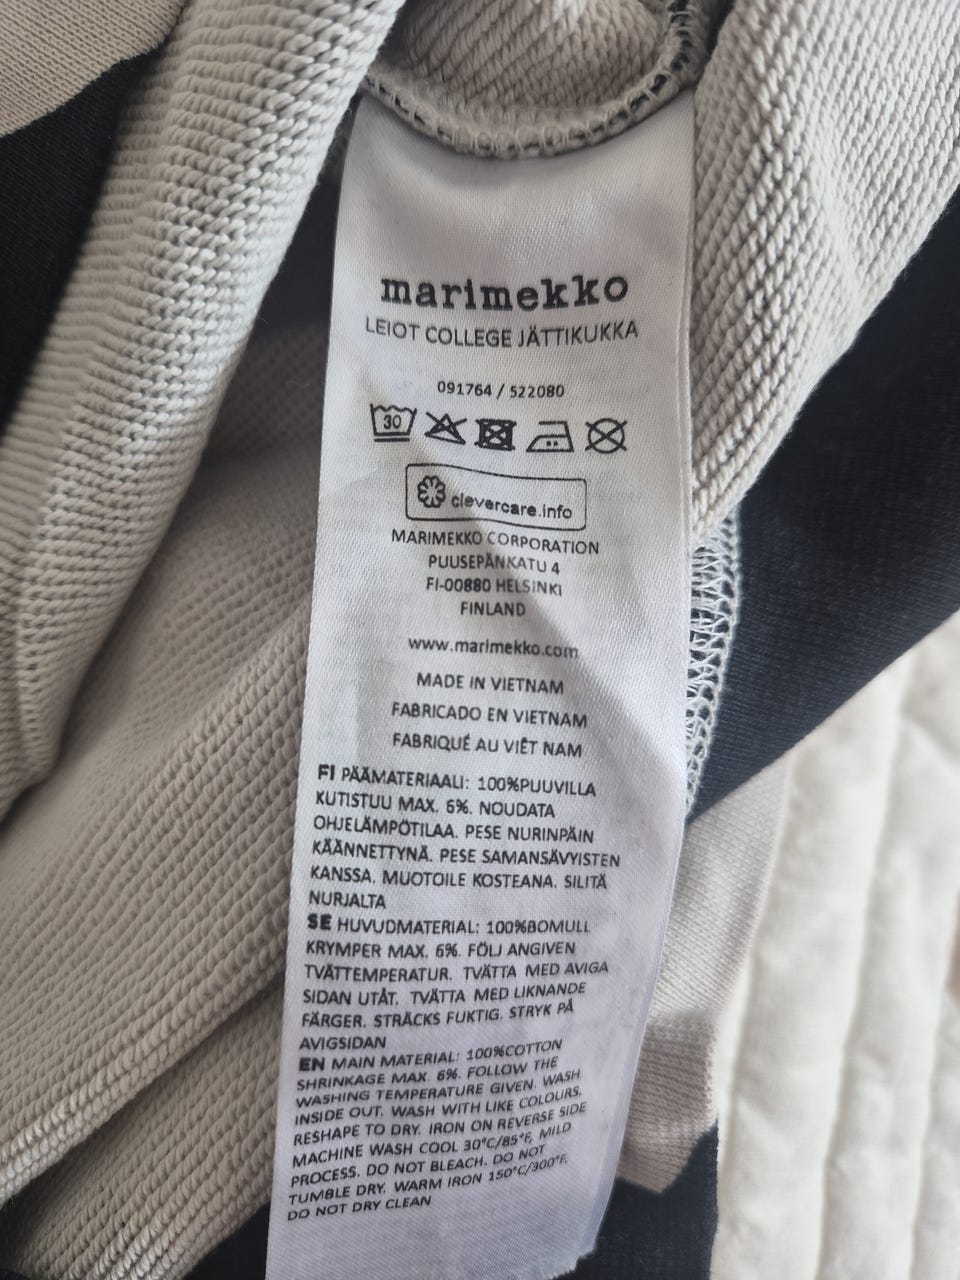 marimekko
LEIOT COLLEGE JÄTTIKUKKA
091764 / 522080
30
clevercare.info
MARIMEKKO CORPORATION
PUUSEPÄNKATU 4
FI-00880 HELSINKI
FINLAND
www.marimekko.com
MADE IN VIETNAM
FABRICADO EN VIETNAM
FABRIQUÉ AU VIÊT NAM
FI PÄÄMATERIAALI: 100%PUUVILLA
KUTISTUU MAX. 6%. NOUDATA
OHJELÄMPÖTILAA. PESE NURINPÄIN
KÄÄNNETTYNÄ. PESE SAMANSÄVYISTEN
KANSSA. MUOTOILE KOSTEANA. SILITÄ
NURJALTA
SE HUVUDMATERIAL: 100%BOMULL
KRYMPER MAX. 6%. FÖLJ ANGIVEN
TVÄTTEMPERATUR. TVÄTTA MED AVIGA
SIDAN UTÅT. TVÄTTA MED LIKNANDE
FÄRGER. STRÄCKS FUKTIG. STRYK PÅ
AVIGSIDAN
EN MAIN MATERIAL: 100%COTTON
SHRINKAGE MAX. 6%. FOLLOW THE
WASHING TEMPERATURE GIVEN. WASH
INSIDE OUT. WASH WITH LIKE COLOURS.
RESHAPE TO DRY. IRON ON REVERSE SIDE
MACHINE WASH COOL 30°C/85°F, MILD
PROCESS. DO NOT BLEACH. DO NOT
TUMBLE DRY. WARM IRON 150°C/300°F.
DO NOT DRY CLEAN